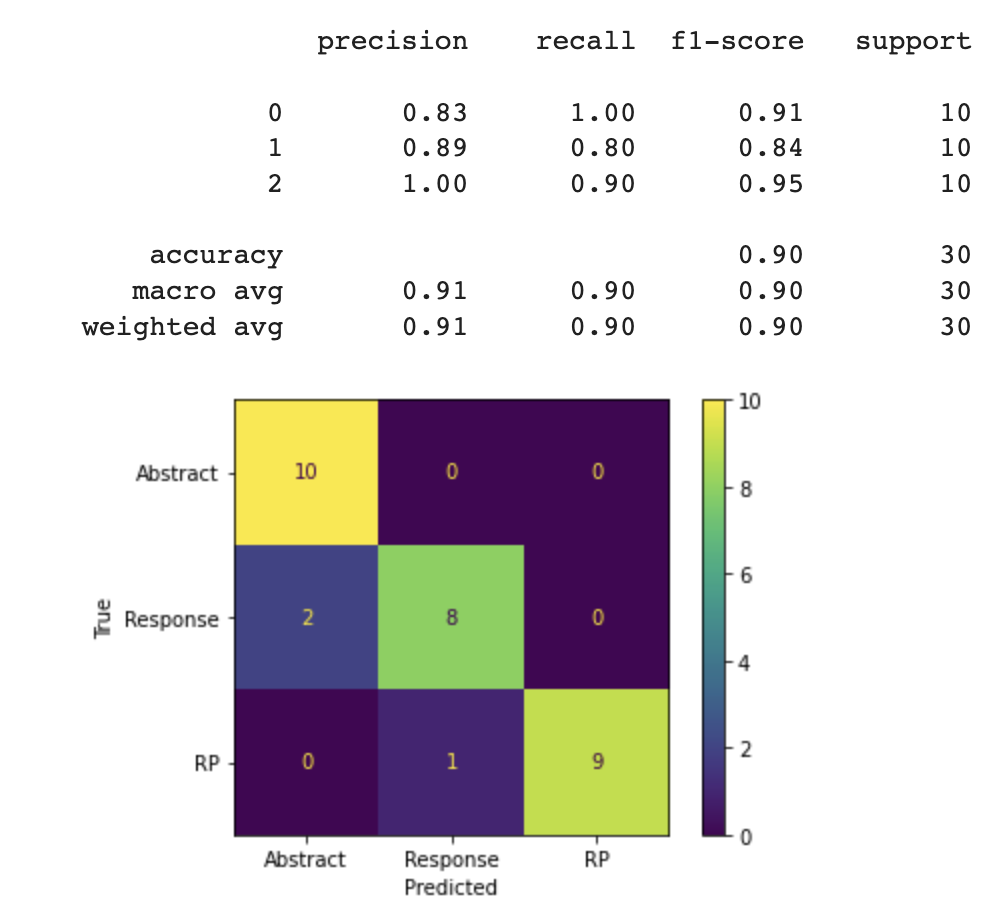 precision recall f1-score support
0 0.83 1.00 0.91 10
1 0.89 0.80 0.84 10
2 1.00 0.90 0.95 10
accuracy 0.90 30
macro avg 0.91 0.90 0.90 30
weighted avg 0.91 0.90 0.90 30
10
8
6
4
2
0
True
Abstract 10 0 0
Response 2 8 0
RP 0 1 9
Abstract Response RP
Predicted